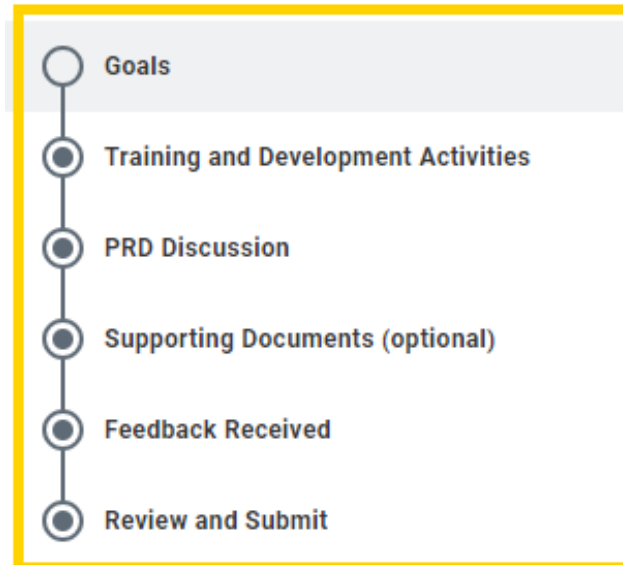 Goals
Training and Development Activities
PRD Discussion
Supporting Documents (optional)
Feedback Received
Review and Submit